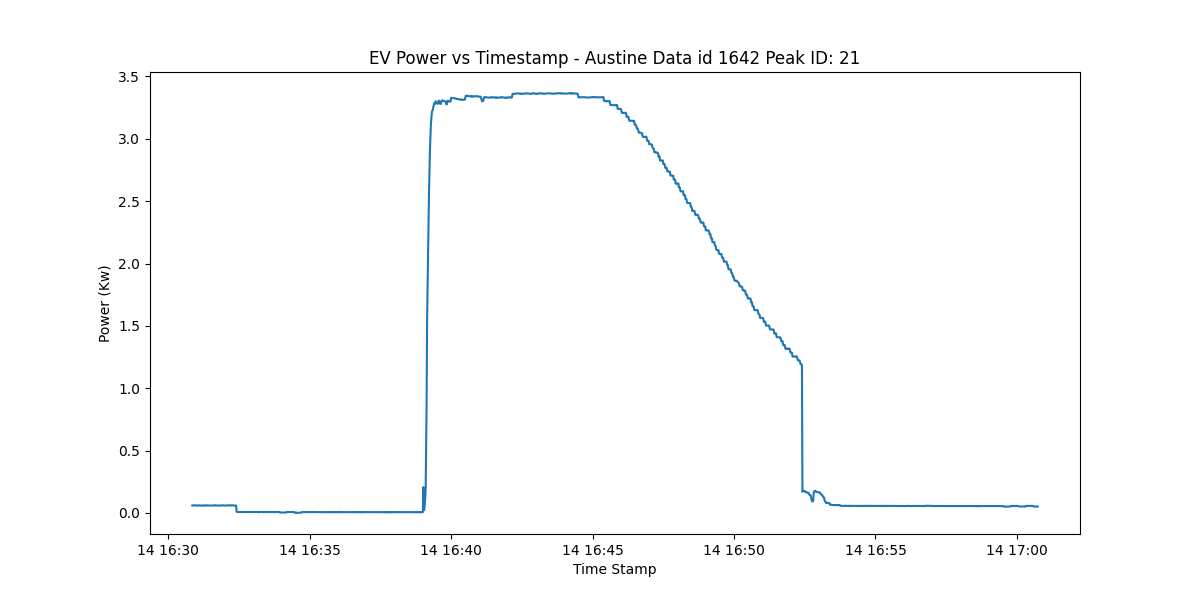 EV Power vs Timestamp - Austine Data id 1642 Peak ID: 21
3.5
3.0
2.5
2.0
1.5
1.0
0.5
0.0
Power (Kw)
14 16:30 14 16:35 14 16:40 14 16:45 14 16:50 14 16:55 14 17:00
Time Stamp